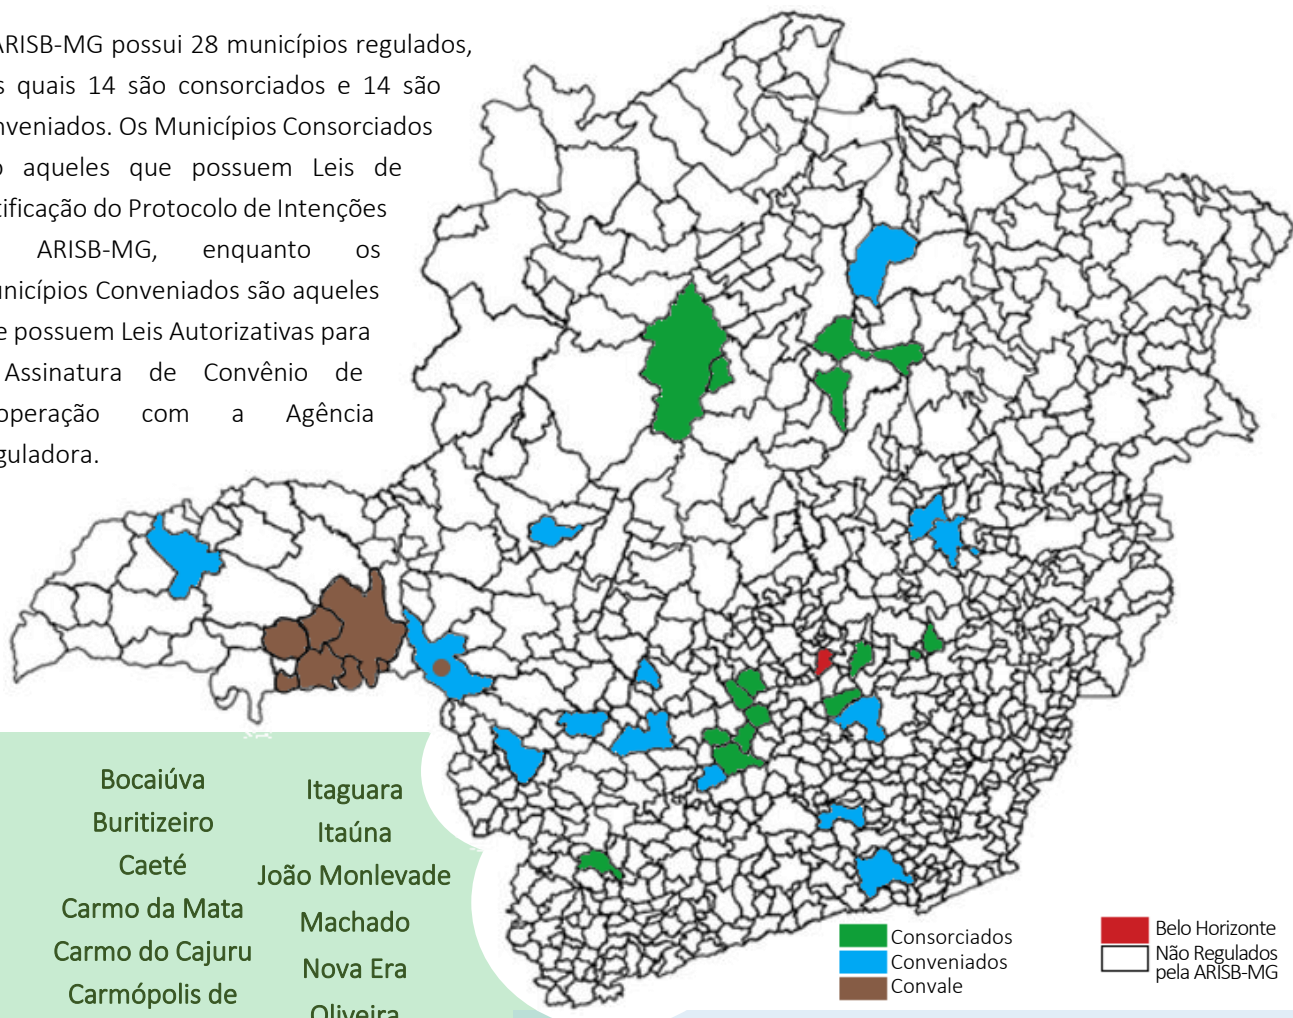 ARISB-MG possui 28 municípios regulados,
s quais 14 são consorciados e 14 são
nveniados. Os Municípios Consorciados
o aqueles que possuem Leis de
tificação do Protocolo de Intenções
ARISB-MG, enquanto os
unicípios Conveniados são aqueles
e possuem Leis Autorizativas para
Assinatura de Convênio de
operação com a Agência
guladora.
Bocaiúva
Buritizeiro
Caeté
Carmo da Mata
Carmo do Cajuru
Carmópolis de
Itaguara
Itaúna
João Monlevade
Machado
Nova Era
Oliveira
Consorciados
Conveniados
Convale
Belo Horizonte
Não Regulados
pela ARISB-MG